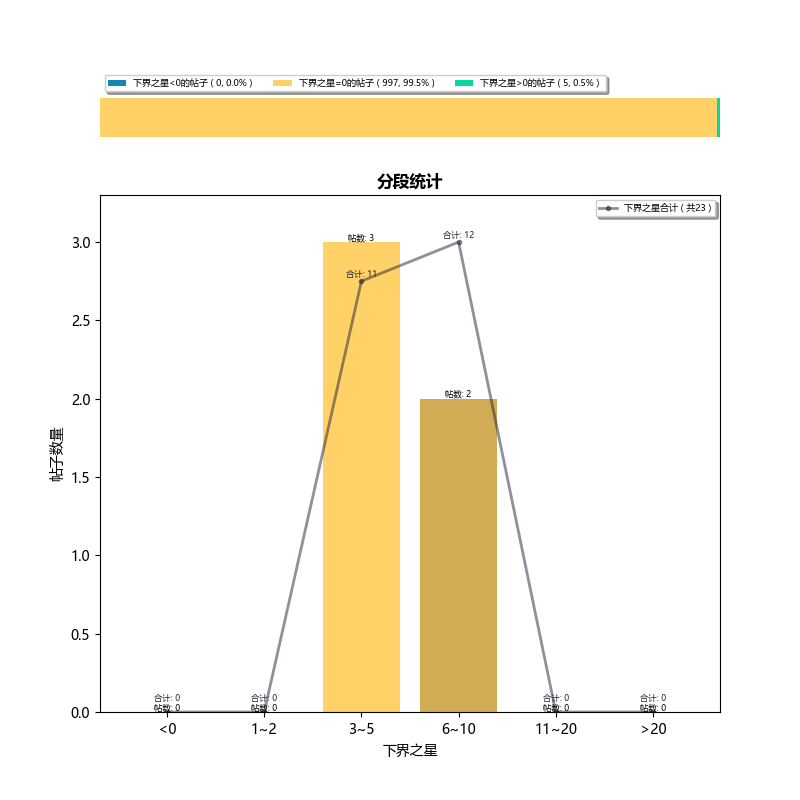 下界之星<0的帖子 ( 0, 0.0% ) 下界之星=0的帖子 ( 997, 99.5% ) 下界之星>0的帖子 ( 5, 0.5% )
分段统计
下界之星合计 ( 共23 )
帖子数量
3.0
2.5
2.0
1.5
1.0
0.5
0.0
合计: 0
帖数: 0
合计: 0
帖数: 0
帖数: 3
合计: 11
合计: 12
帖数: 2
合计: 0
帖数: 0
合计: 0
帖数: 0
<0 1~2 3~5 6~10 11~20 >20
下界之星